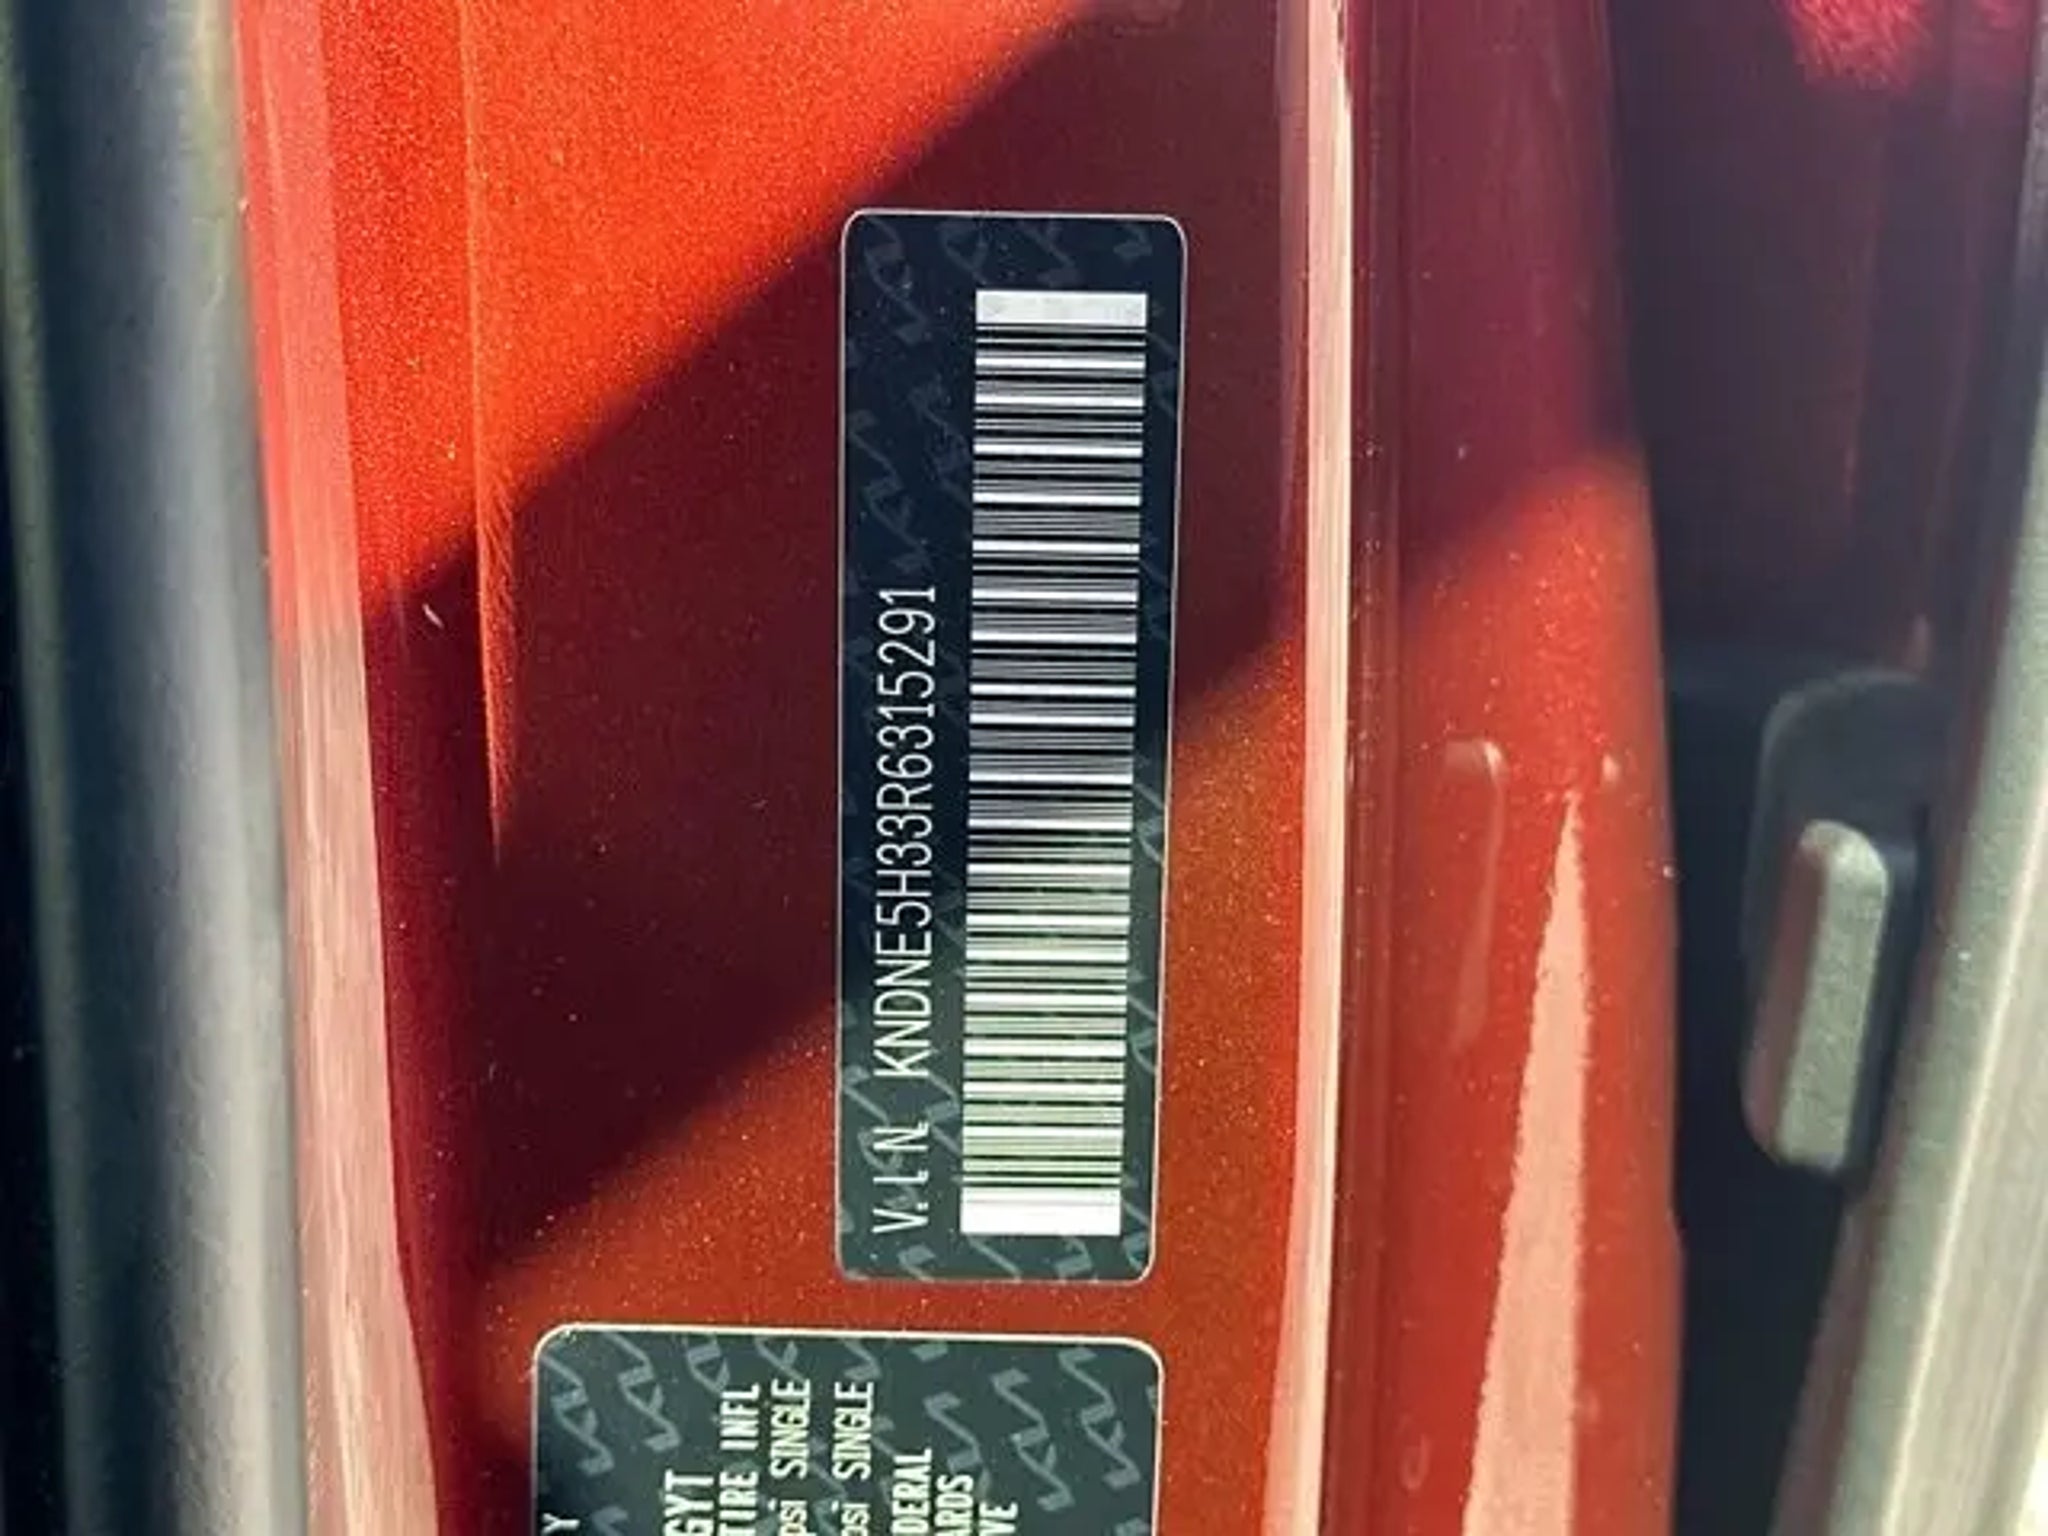 V.I.N. KNDNE5H33R6315291
Y
GYT
TIRE INFL
psi SINGLE
psi SINGLE
DERAL
ARDS
VE